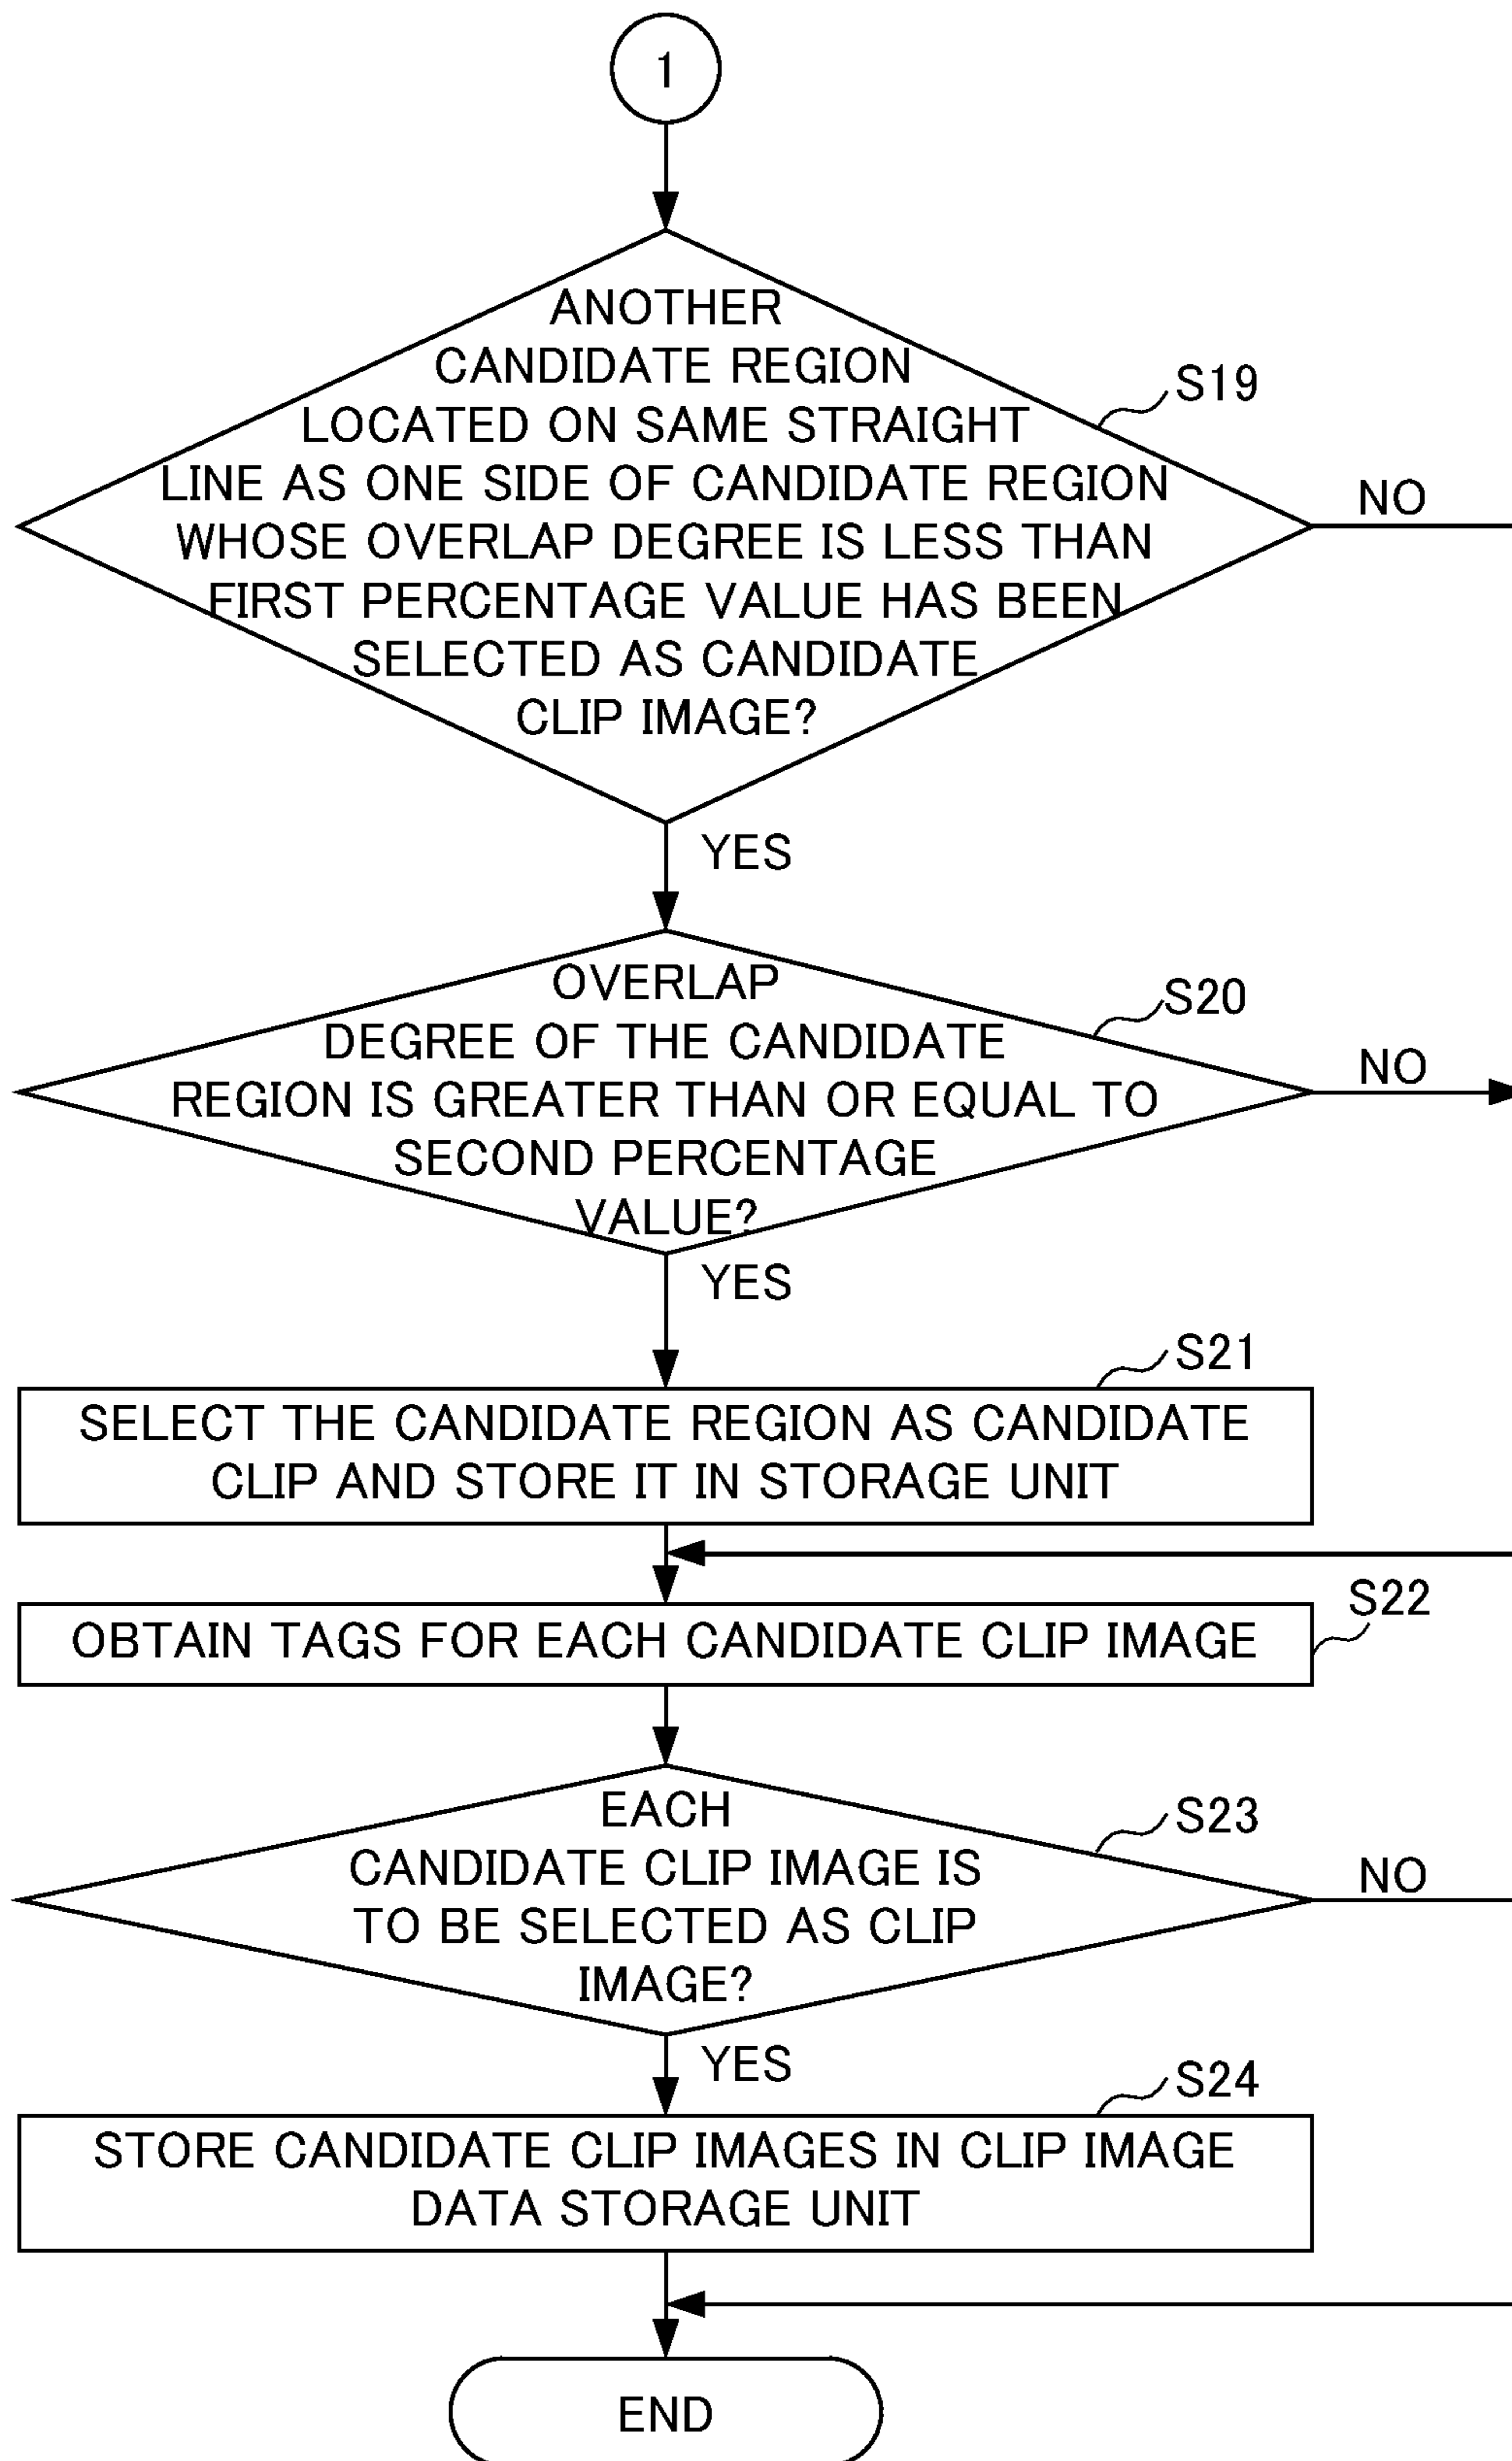 1
ANOTHER
CANDIDATE REGION
LOCATED ON SAME STRAIGHT
LINE AS ONE SIDE OF CANDIDATE REGION
WHOSE OVERLAP DEGREE IS LESS THAN
FIRST PERCENTAGE VALUE HAS BEEN
SELECTED AS CANDIDATE
CLIP IMAGE?
S19
NO
YES
OVERLAP
DEGREE OF THE CANDIDATE
REGION IS GREATER THAN OR EQUAL TO
SECOND PERCENTAGE
VALUE?
S20
NO
YES
S21
SELECT THE CANDIDATE REGION AS CANDIDATE
CLIP AND STORE IT IN STORAGE UNIT
S22
OBTAIN TAGS FOR EACH CANDIDATE CLIP IMAGE
EACH
CANDIDATE CLIP IMAGE IS
TO BE SELECTED AS CLIP
IMAGE?
S23
NO
YES
S24
STORE CANDIDATE CLIP IMAGES IN CLIP IMAGE
DATA STORAGE UNIT
END